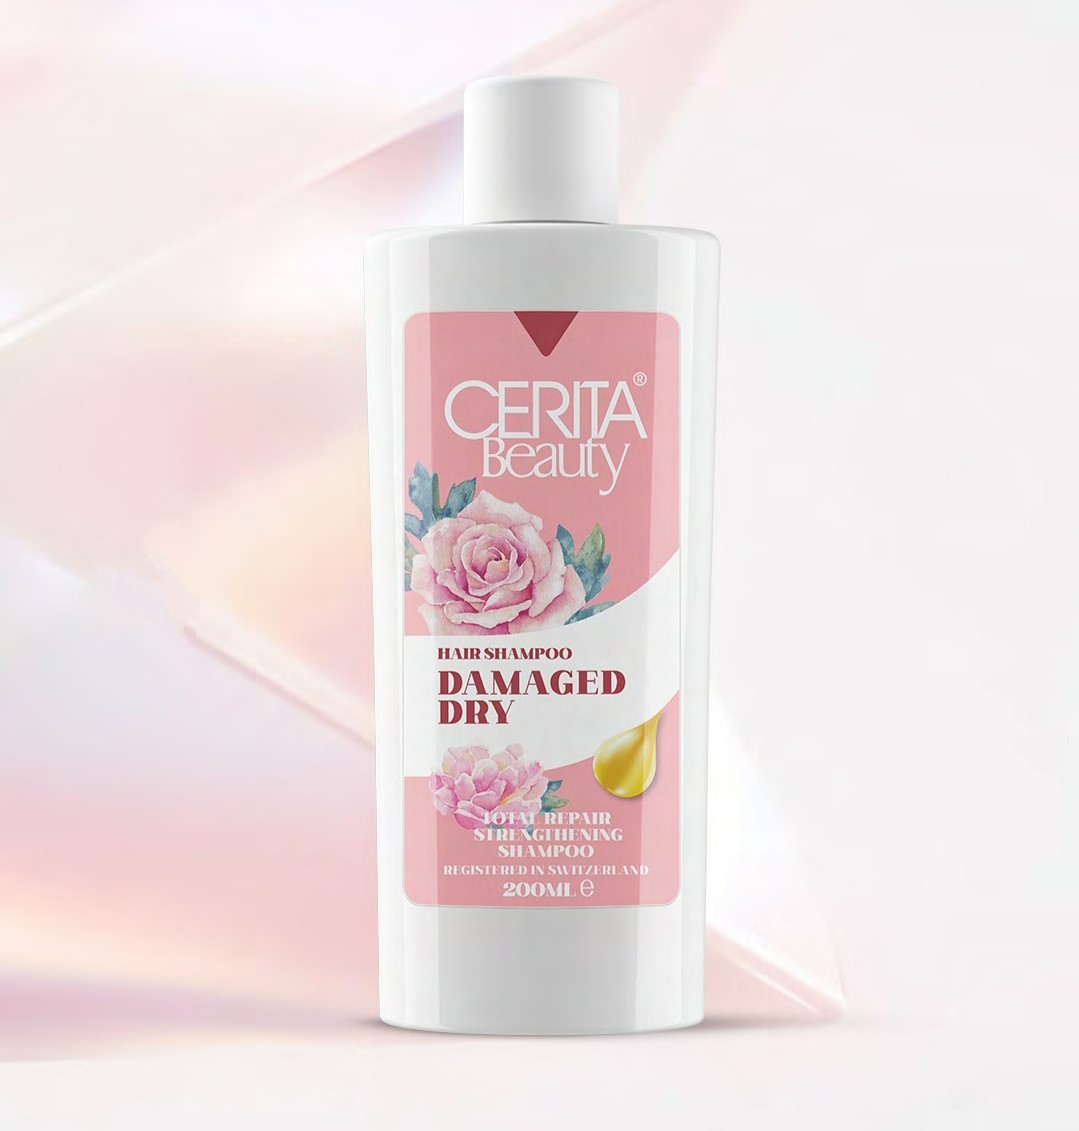 CERITA®
Beauty
HAIR SHAMPOO
DAMAGED
DRY
TOTAL REPAIR
STRENGTHENING
SHAMPOO
REGISTERED IN SWITZERLAND
200ML e